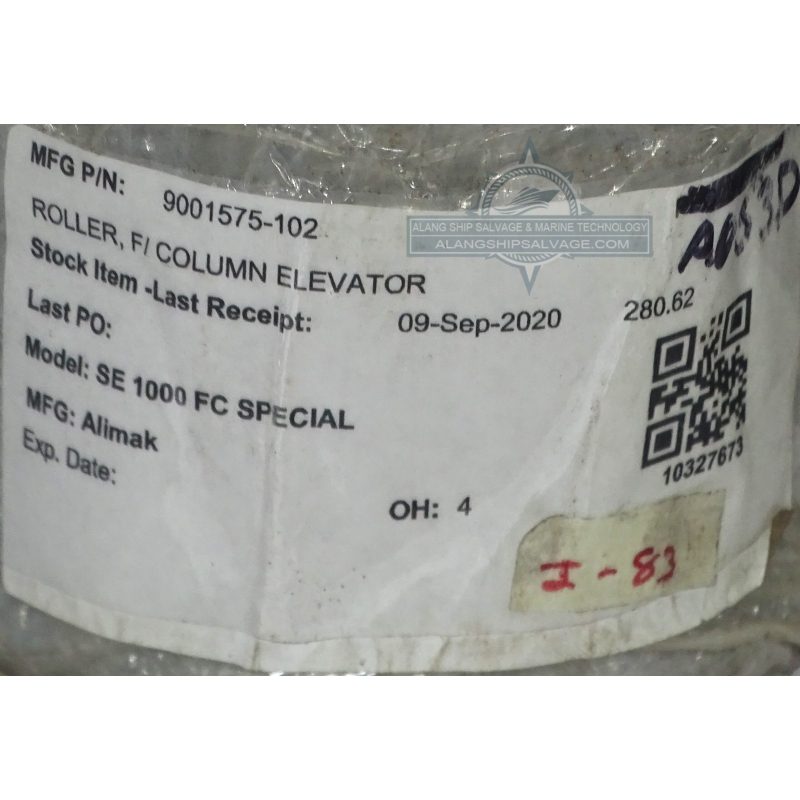 MFG P/N: 9001575-102
ROLLER, F/ COLUMN ELEVATOR
Stock Item -Last Receipt: 09-Sep-2020 280.62
Last PO:
Model: SE 1000 FC SPECIAL
MFG: Alimak
Exp. Date:
OH: 4
10327673
I - 83
ALANG SHIP SALVAGE & MARINE TECHNOLOGY
ALANGSHIPSALVAGE.COM